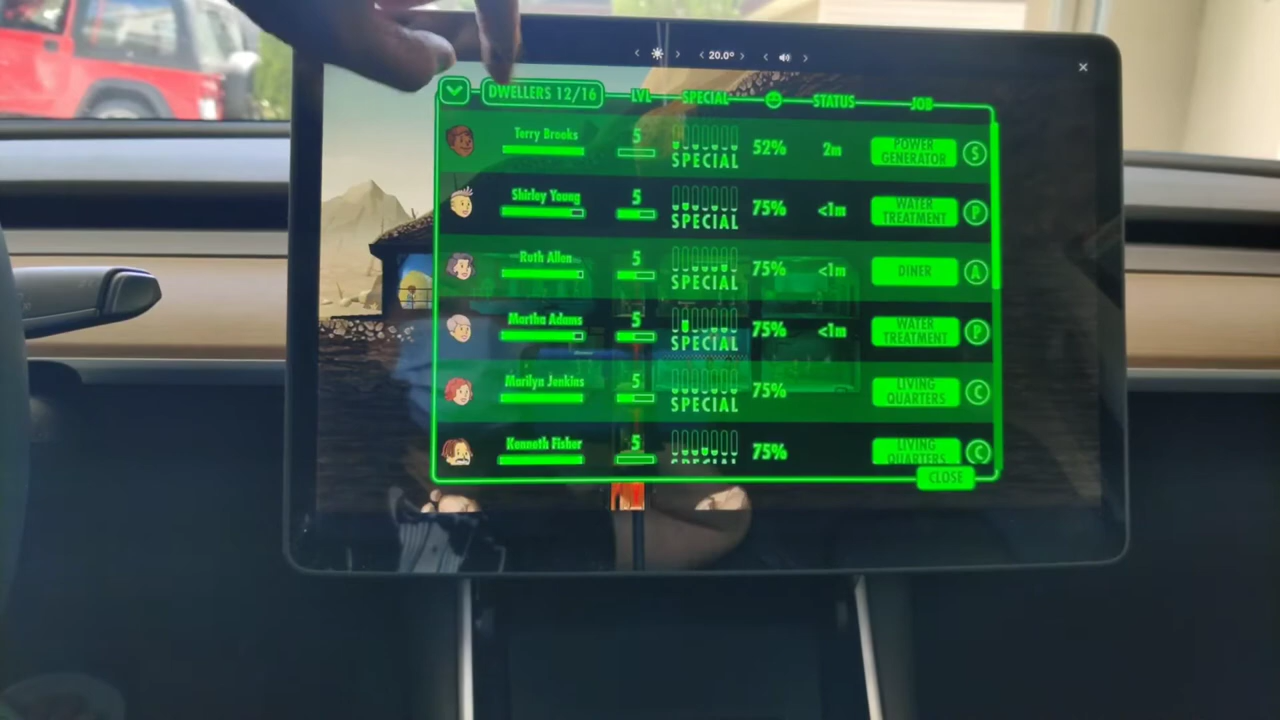 20.0°
DWELLERS 12/16 LVL SPECIAL STATUS JOB
Terry Brooks 5 SPECIAL 52% 2m POWER GENERATOR S
Shirley Young 5 SPECIAL 75% <1m WATER TREATMENT P
Ruth Allen 5 SPECIAL 75% <1m DINER A
Martha Adams 5 SPECIAL 75% <1m WATER TREATMENT P
Marilyn Jenkins 5 SPECIAL 75% LIVING QUARTERS C
Kenneth Fisher 5 SPECIAL 75% LIVING QUARTERS C
CLOSE